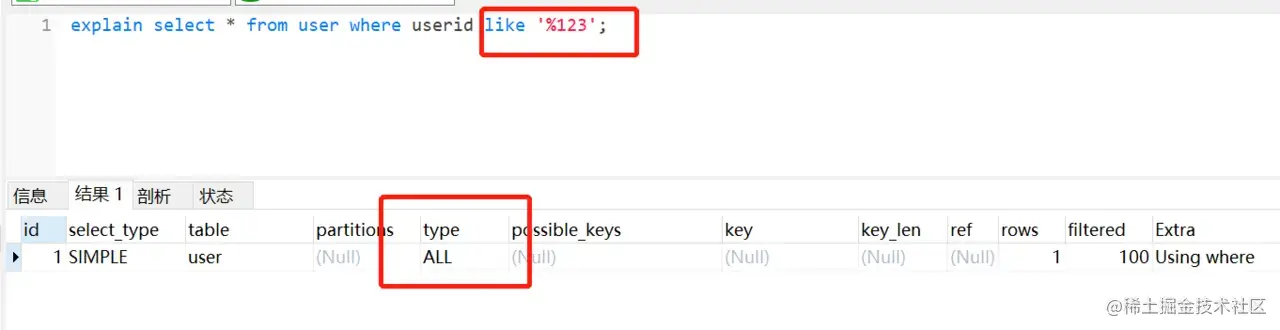 1 explain select * from user where userid like '%123';
信息 结果 1 剖析 状态
id select_type table partitions type possible_keys key key_len ref rows filtered Extra
1 SIMPLE user (Null) ALL (Null) (Null) (Null) (Null) 1 100 Using where
@稀土掘金技术社区